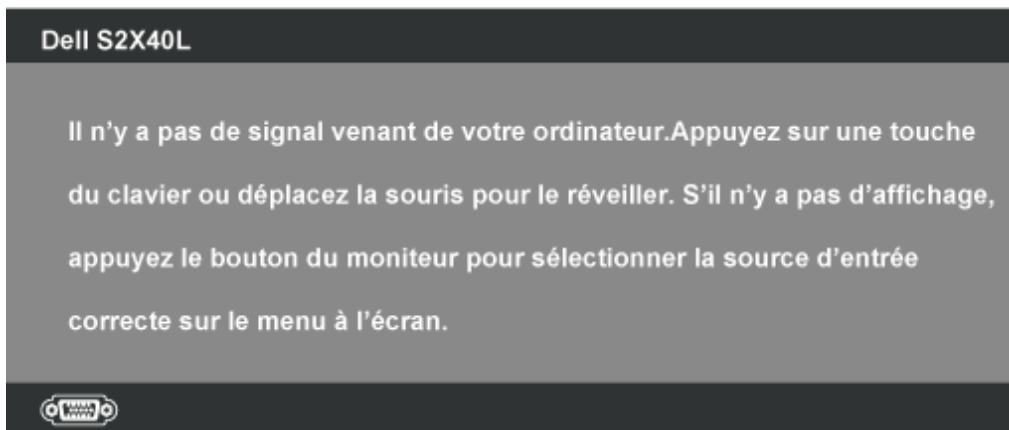 Dell S2X40L
Il n’y a pas de signal venant de votre ordinateur.Appuyez sur une touche
du clavier ou déplacez la souris pour le réveiller. S’il n’y a pas d’affichage,
appuyez le bouton du moniteur pour sélectionner la source d’entrée
correcte sur le menu à l’écran.